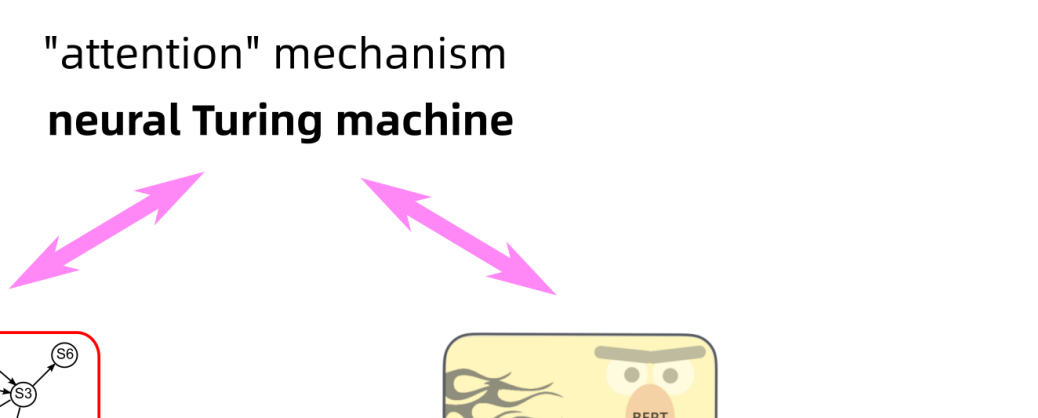 "attention" mechanism
neural Turing machine
S6
S3
BERT